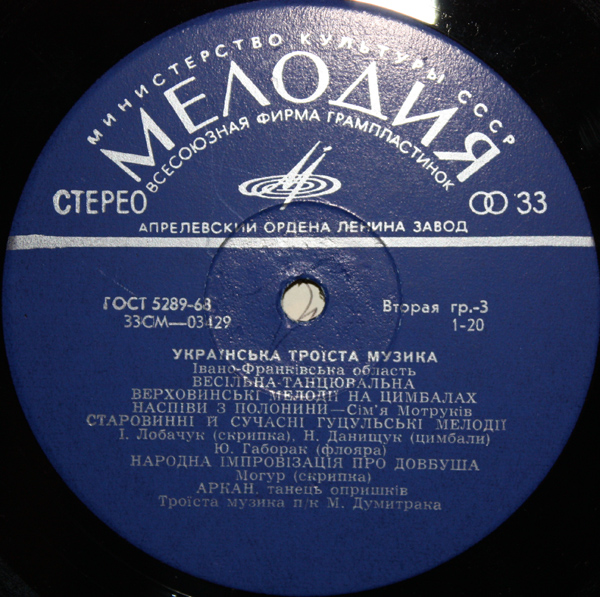 МИНИСТЕРСТВО КУЛЬТУРЫ СССР
МЕЛОДИЯ
ВСЕСОЮЗНАЯ ФИРМА ГРАМПЛАСТИНОК
СТЕРЕО
33
АПРЕЛЕВСКИЙ ОРДЕНА ЛЕНИНА ЗАВОД
ГОСТ 5289-68
Вторая гр.-3
33СМ—03429
1-20
УКРАЇНСЬКА ТРОЇСТА МУЗИКА
Івано-Франківська область
ВЕСІЛЬНА-ТАНЦЮВАЛЬНА
ВЕРХОВИНСЬКІ МЕЛОДІЇ НА ЦИМБАЛАХ
НАСПІВИ З ПОЛОНИНИ—Сім'я Мотруків
СТАРОВИННІ Й СУЧАСНІ ГУЦУЛЬСЬКІ МЕЛОДІЇ
І. Лобачук (скрипка), Н. Данищук (цимбали)
Ю. Габорак (флояра)
НАРОДНА ІМПРОВІЗАЦІЯ ПРО ДОВБУША
Могур (скрипка)
АРКАН, танець опришків
Троїста музика п/к М. Думитрака